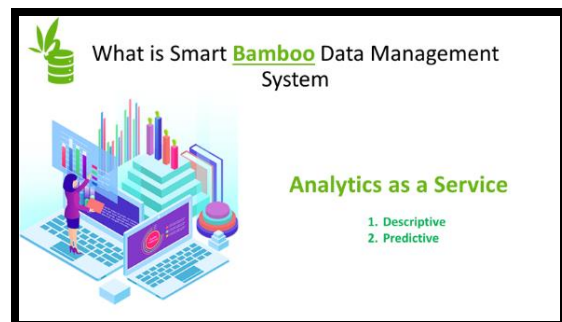 What is Smart Bamboo Data Management
System
Analytics as a Service
1. Descriptive
2. Predictive